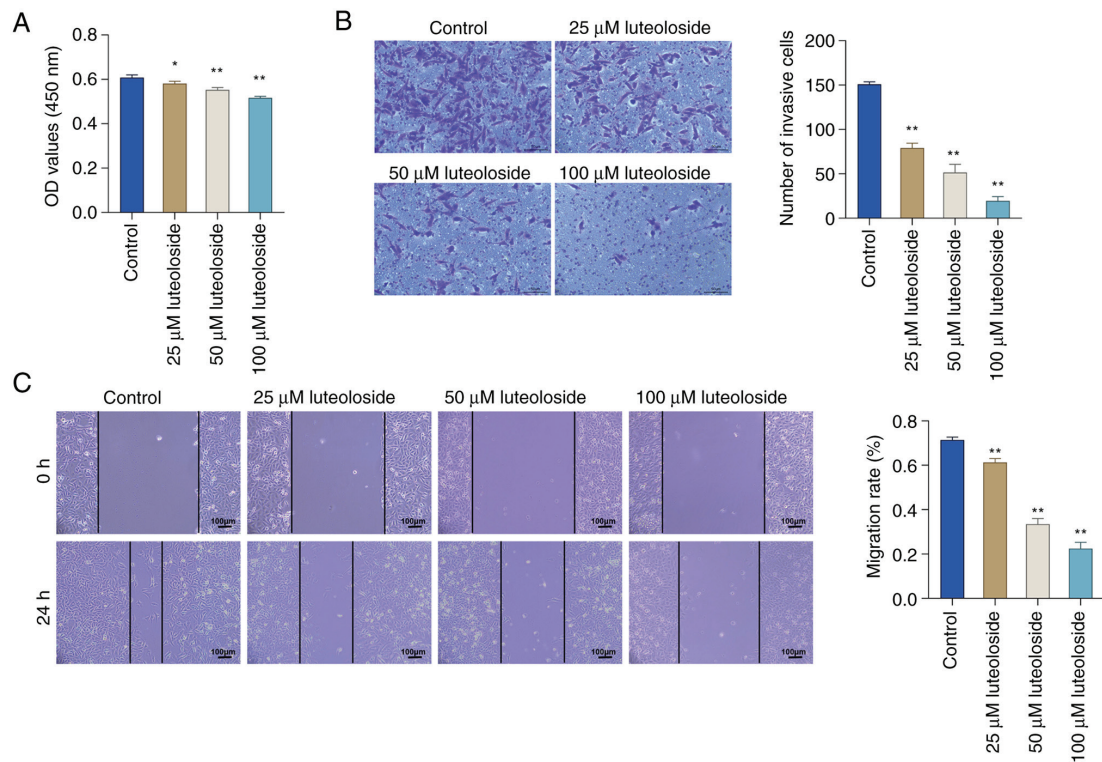 A
OD values (450 nm)
0.8
0.6
0.4
0.2
0.0
*
**
**
Control
25 µM luteoloside
50 µM luteoloside
100 µM luteoloside
B
Control
25 µM luteoloside
50 µM luteoloside
100 µM luteoloside
Number of invasive cells
200
150
100
50
0
**
**
**
Control
25 µM luteoloside
50 µM luteoloside
100 µM luteoloside
C
Control
25 µM luteoloside
50 µM luteoloside
100 µM luteoloside
0 h
100µm
100µm
100µm
100µm
24 h
100µm
100µm
100µm
100µm
Migration rate (%)
0.8
0.6
0.4
0.2
0.0
**
**
**
Control
25 µM luteoloside
50 µM luteoloside
100 µM luteoloside